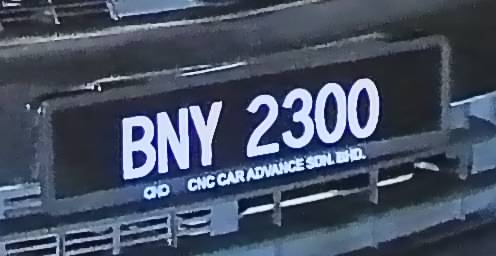 BNY 2300
CNC CAR ADVANCE SDN. BHD.